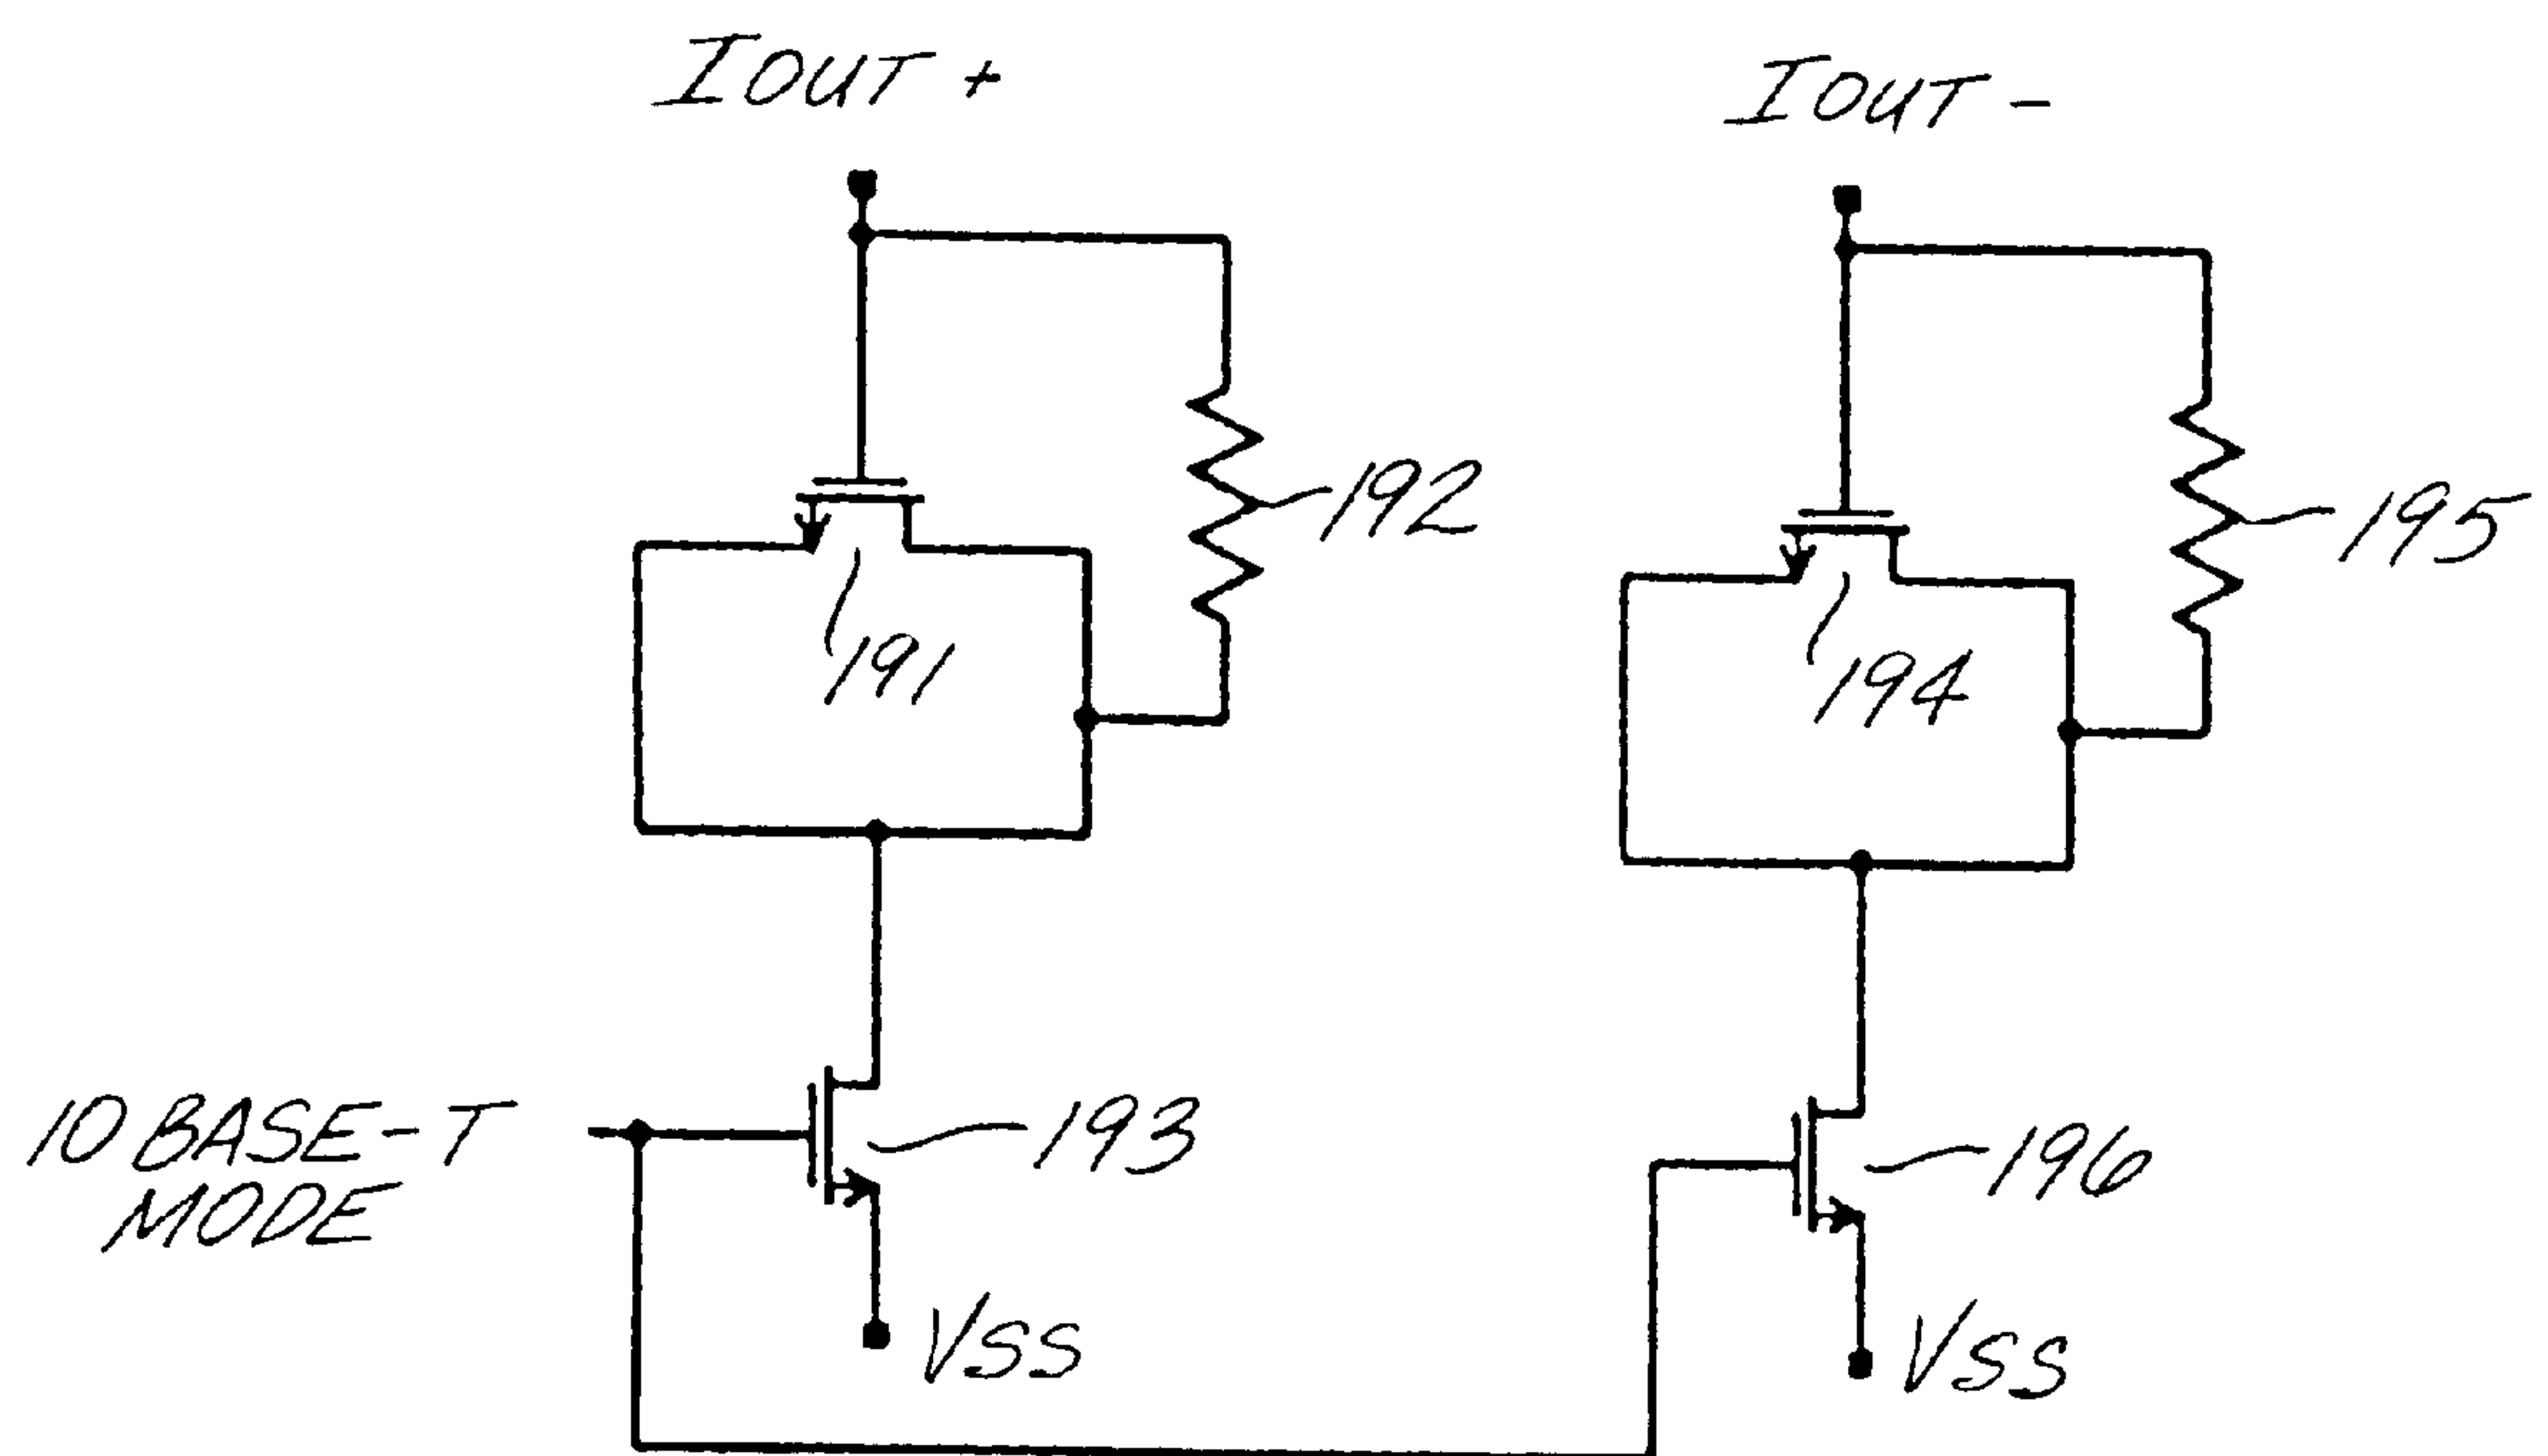 IOUT +
IOUT -
192
195
191
194
10 BASE-T
MODE
193
196
VSS
VSS